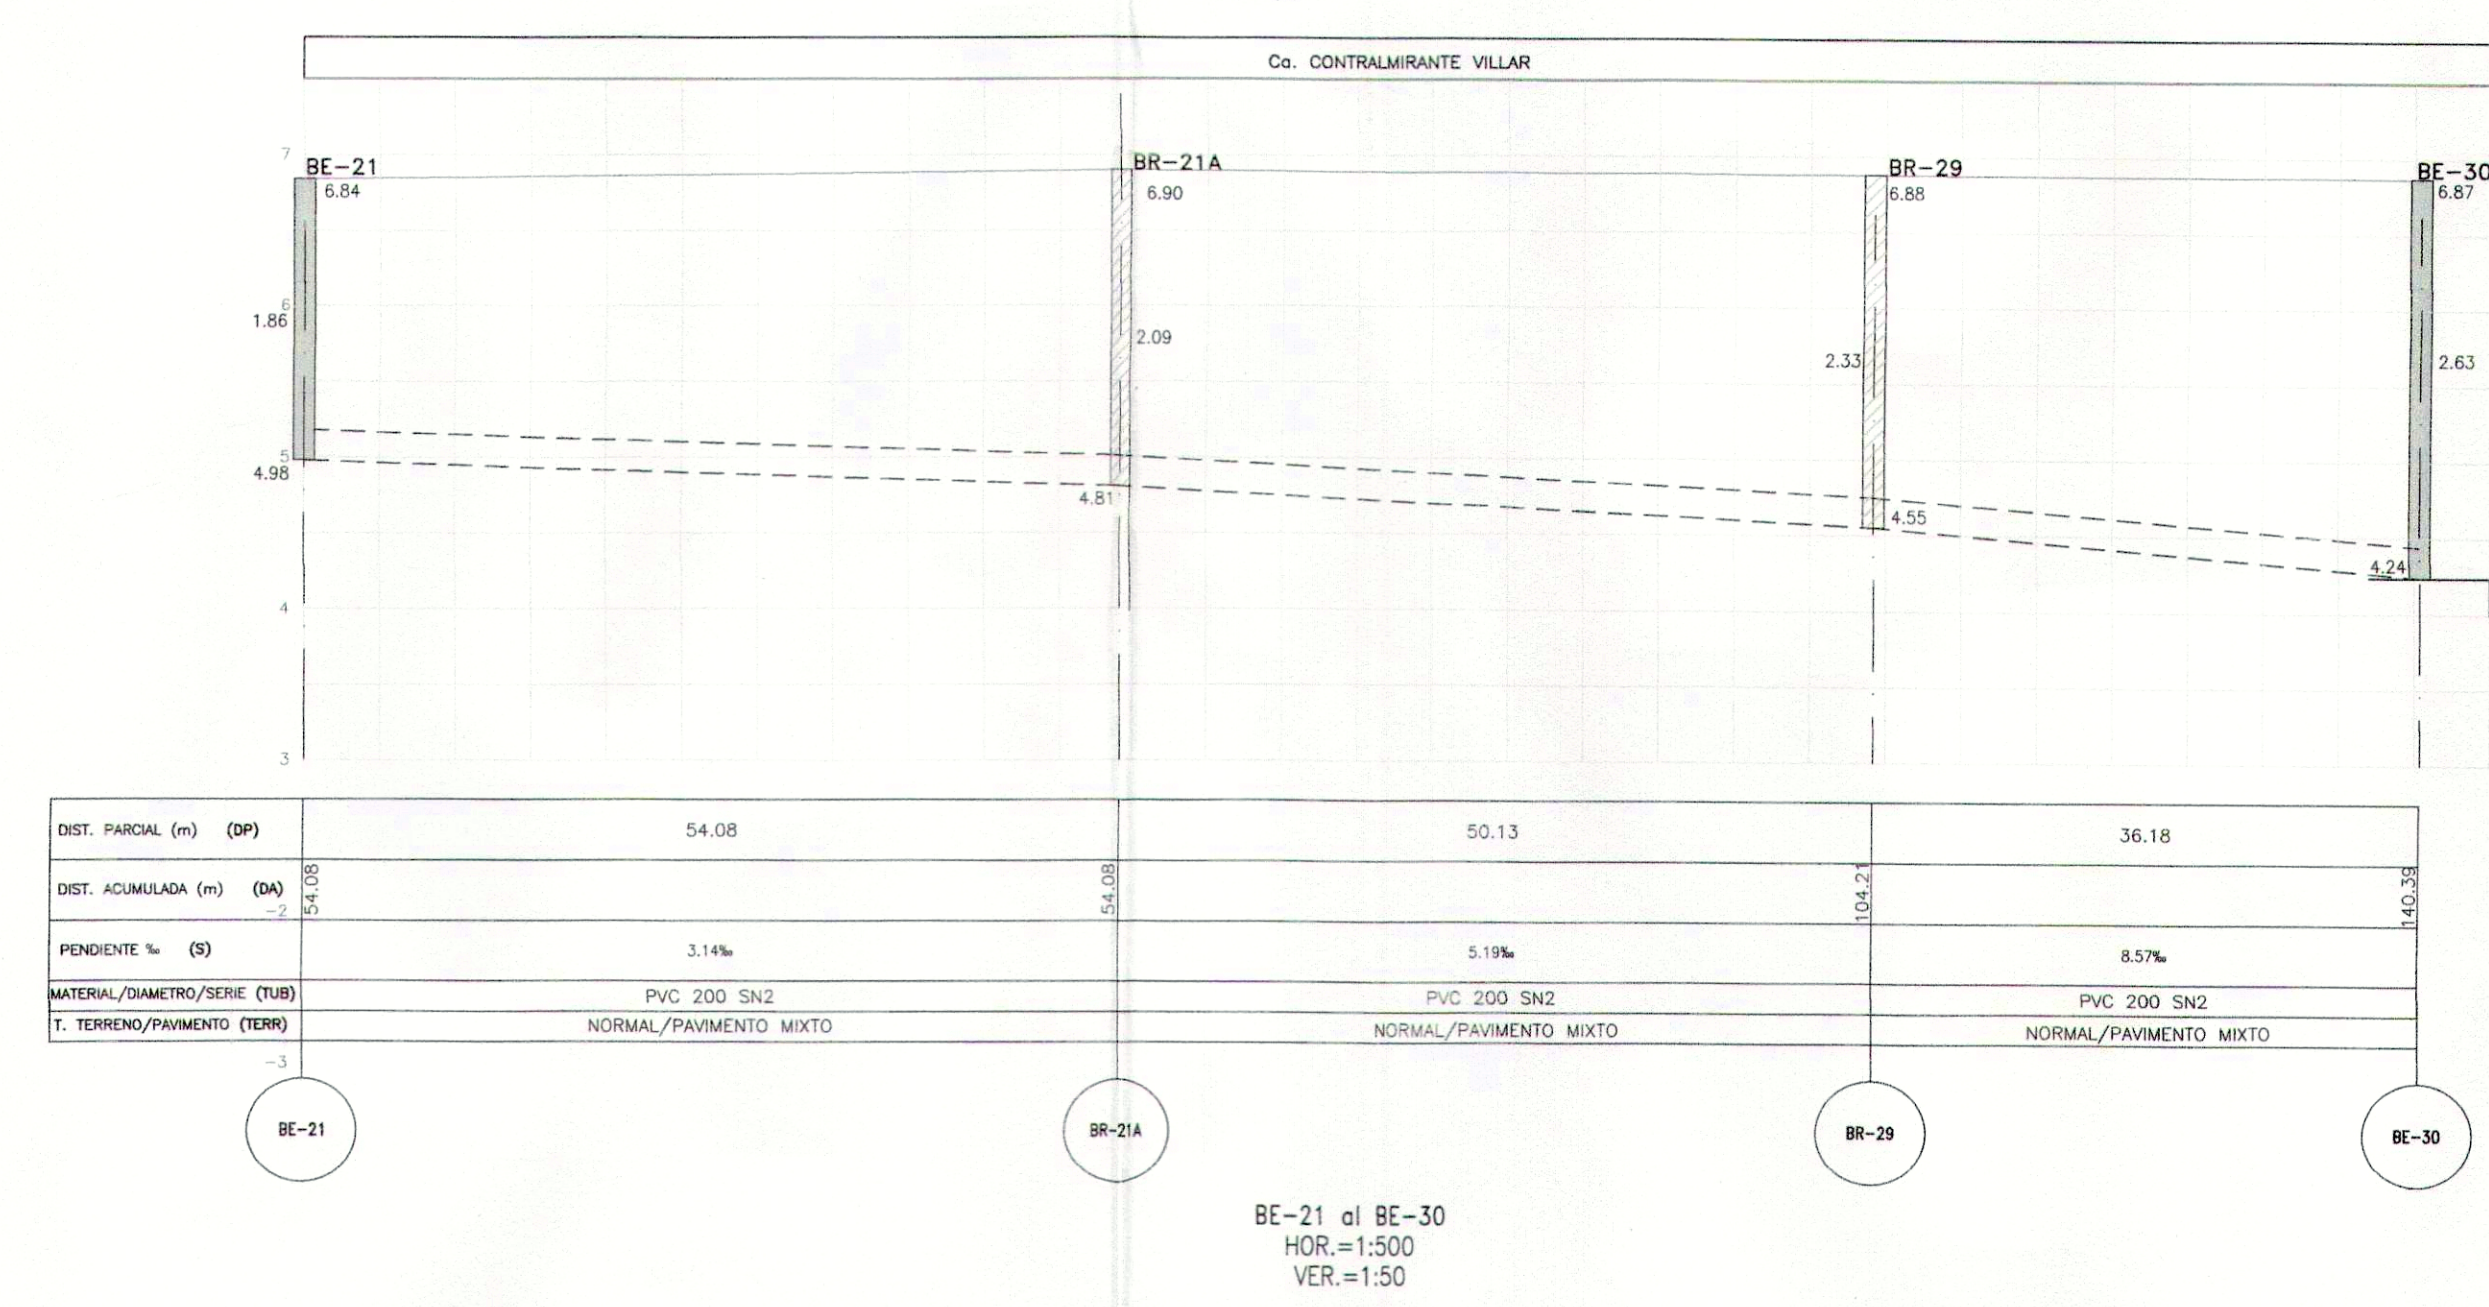 Ca. CONTRALMIRANTE VILLAR
7
BE-21
BR-21A
BR-29
BE-30
6.84
6.90
6.88
6.87
6
1.86
2.09
2.33
2.63
5
4.98
4.81
4.55
4.24
4
3
DIST. PARCIAL (m) (DP) 54.08 50.13 36.18
DIST. ACUMULADA (m) (DA) 54.08 54.08 104.21 140.39
-2
PENDIENTE ‰ (S) 3.14‰ 5.19‰ 8.57‰
MATERIAL/DIAMETRO/SERIE (TUB) PVC 200 SN2 PVC 200 SN2 PVC 200 SN2
T. TERRENO/PAVIMENTO (TERR) NORMAL/PAVIMENTO MIXTO NORMAL/PAVIMENTO MIXTO NORMAL/PAVIMENTO MIXTO
-3
BE-21
BR-21A
BR-29
BE-30
BE-21 al BE-30
HOR.=1:500
VER.=1:50